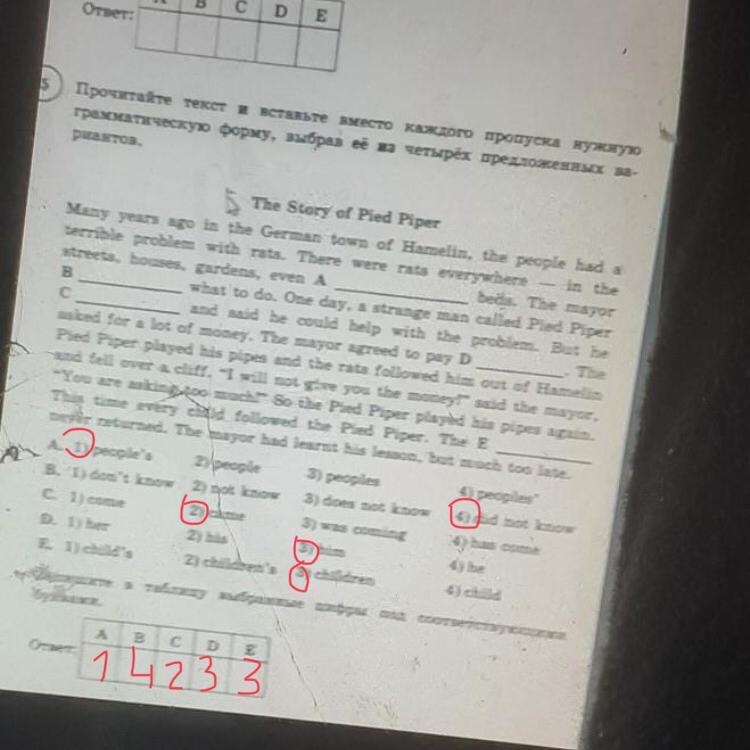 A B C D E
Ответ:
5
Прочитайте текст и вставьте вместо каждого пропуска нужную
грамматическую форму, выбрав её из четырёх предложенных ва-
риантов.
The Story of Pied Piper
Many years ago in the German town of Hamelin, the people had a
terrible problem with rats. There were rats everywhere — in the
streets, houses, gardens, even A ____________ beds. The mayor
B ____________ what to do. One day, a strange man called Pied Piper
C ____________ and said he could help with the problem. But he
asked for a lot of money. The mayor agreed to pay D ____________. The
Pied Piper played his pipes and the rats followed him out of Hamelin
and fell over a cliff. "I will not give you the money!" said the mayor,
"You are asking too much!" So the Pied Piper played his pipes again.
This time every child followed the Pied Piper. The E ____________
never returned. The mayor had learnt his lesson, but much too late.
A. 1) people's 2) people 3) peoples 4) peoples'
B. 1) don't know 2) not know 3) does not know 4) did not know
C. 1) come 2) came 3) was coming 4) has come
D. 1) her 2) his 3) him 4) he
E. 1) child's 2) children's 3) children 4) child
Запишите в таблицу выбранные цифры под соответствующими
буквами.
A B C D E
Ответ: 1 4 2 3 3